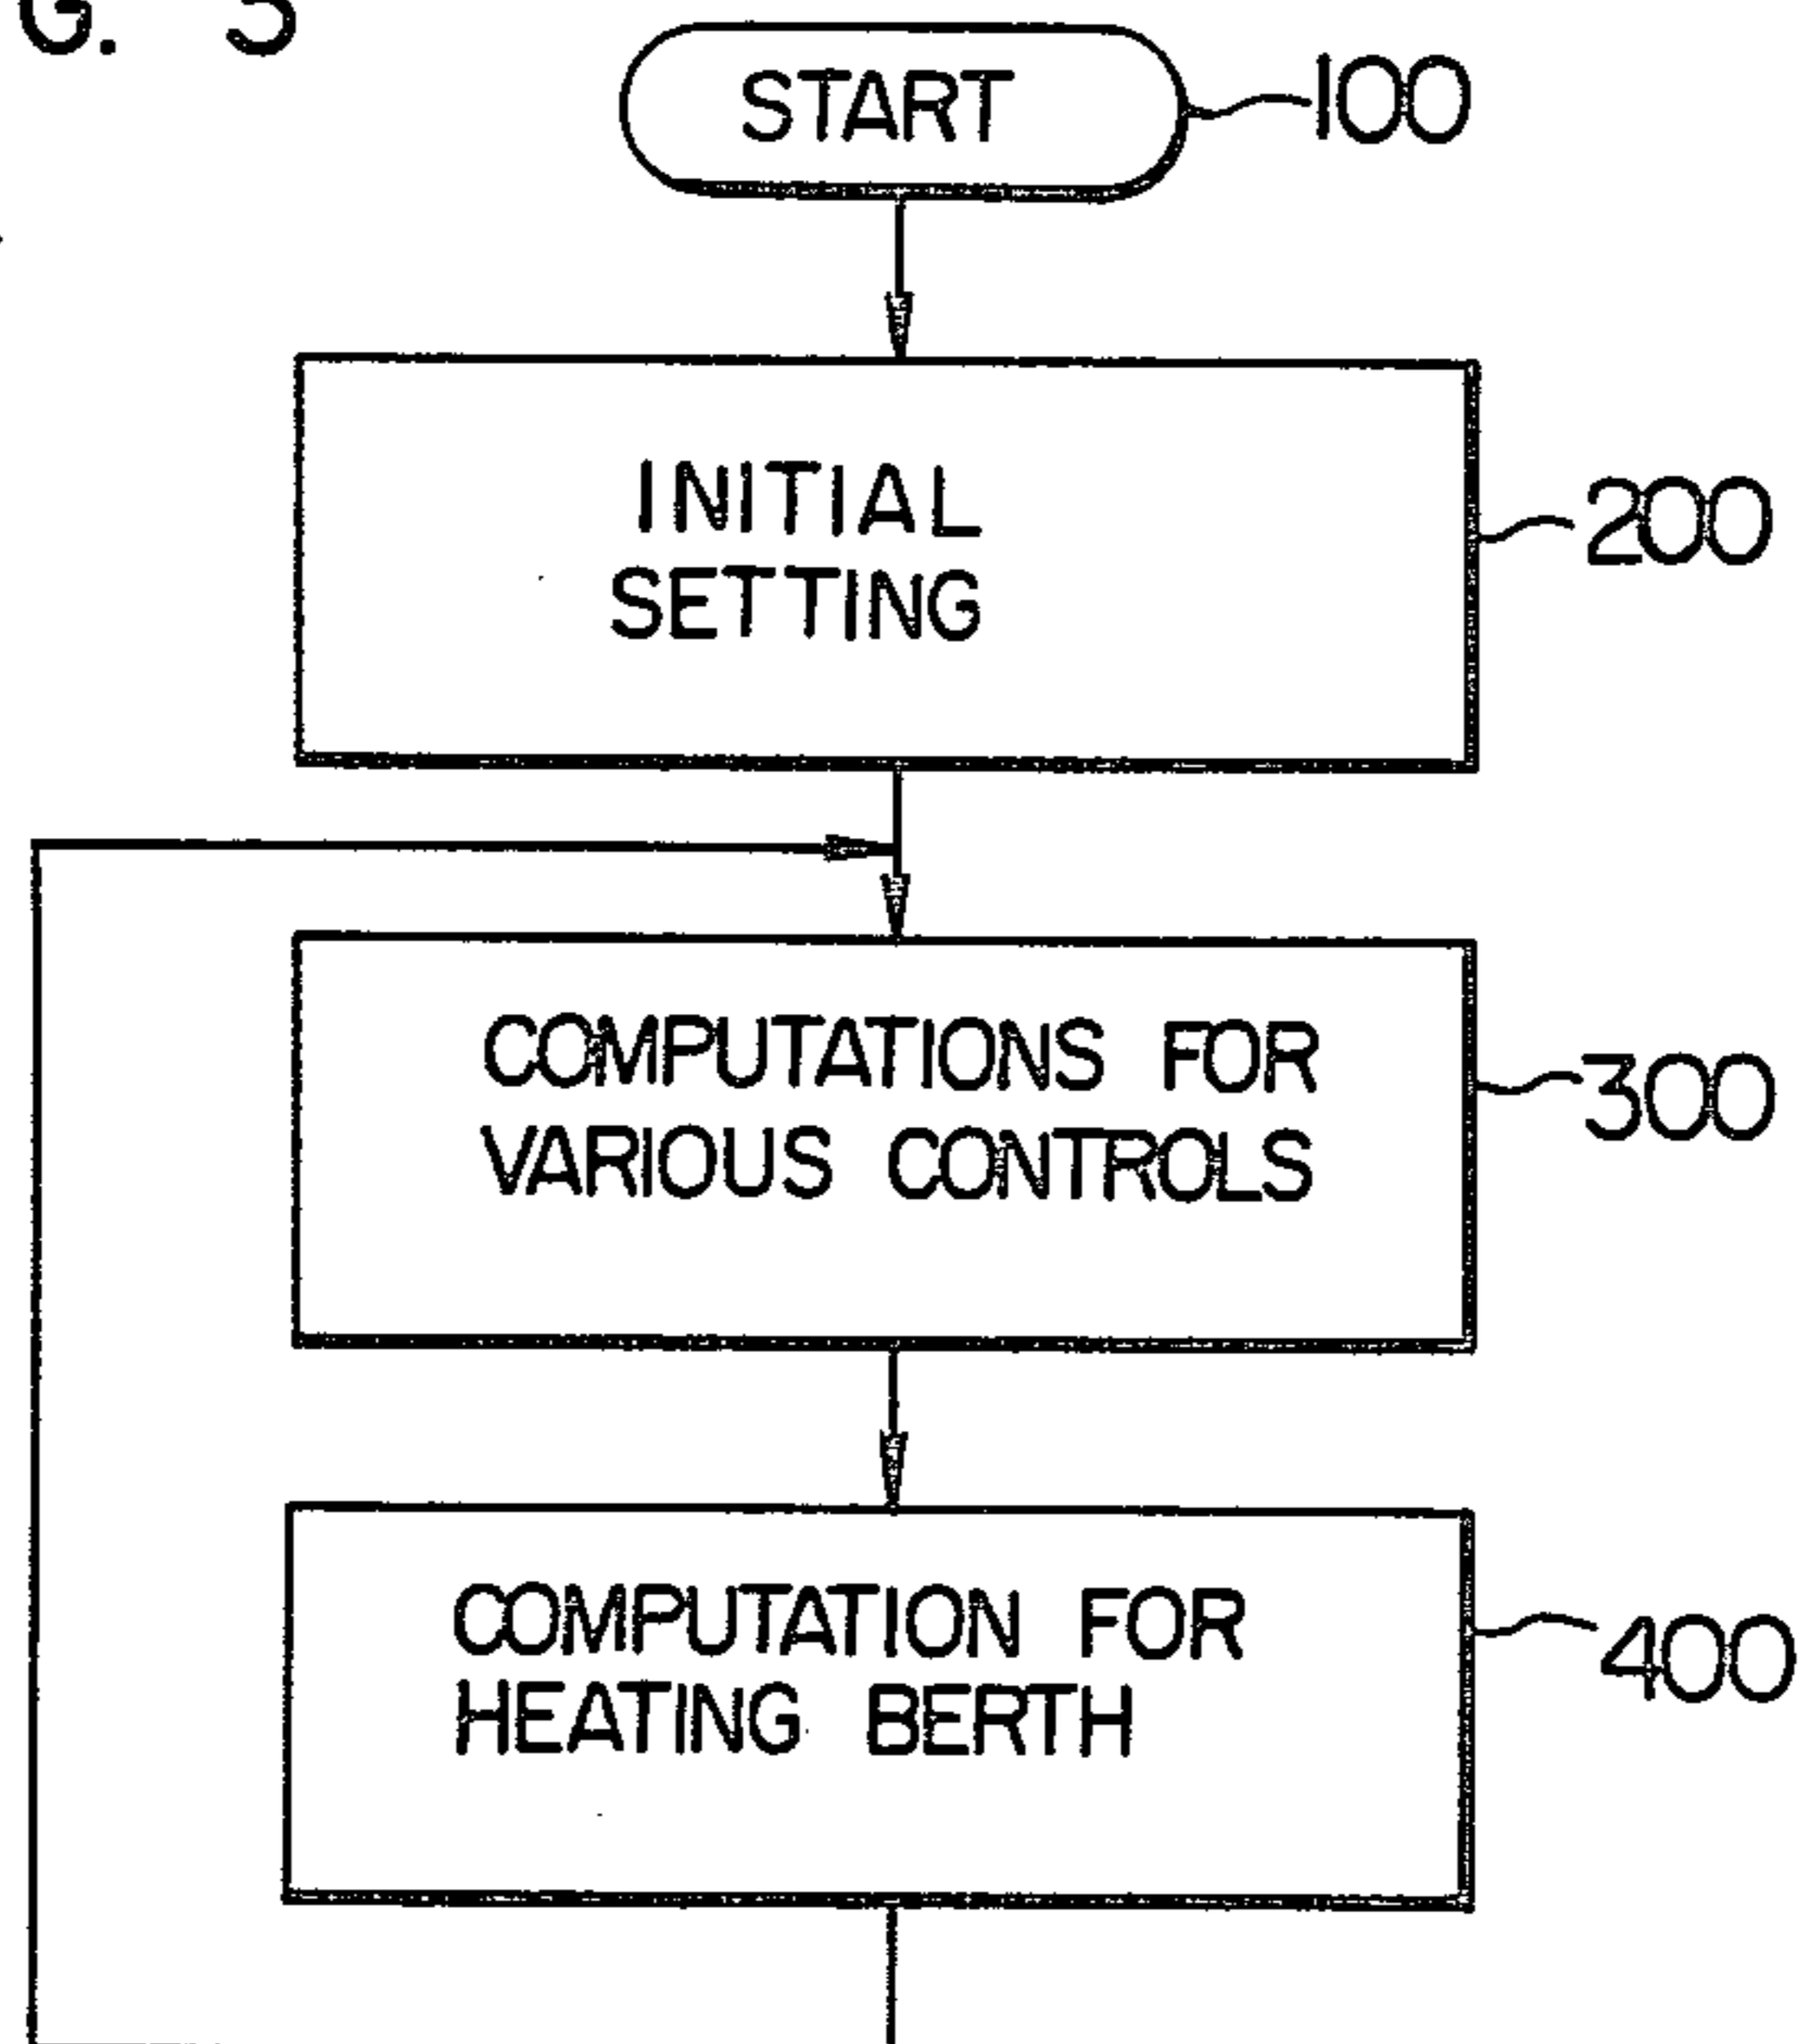 G. 3
START
100
INITIAL
SETTING
200
COMPUTATIONS FOR
VARIOUS CONTROLS
300
COMPUTATION FOR
HEATING BERTH
400